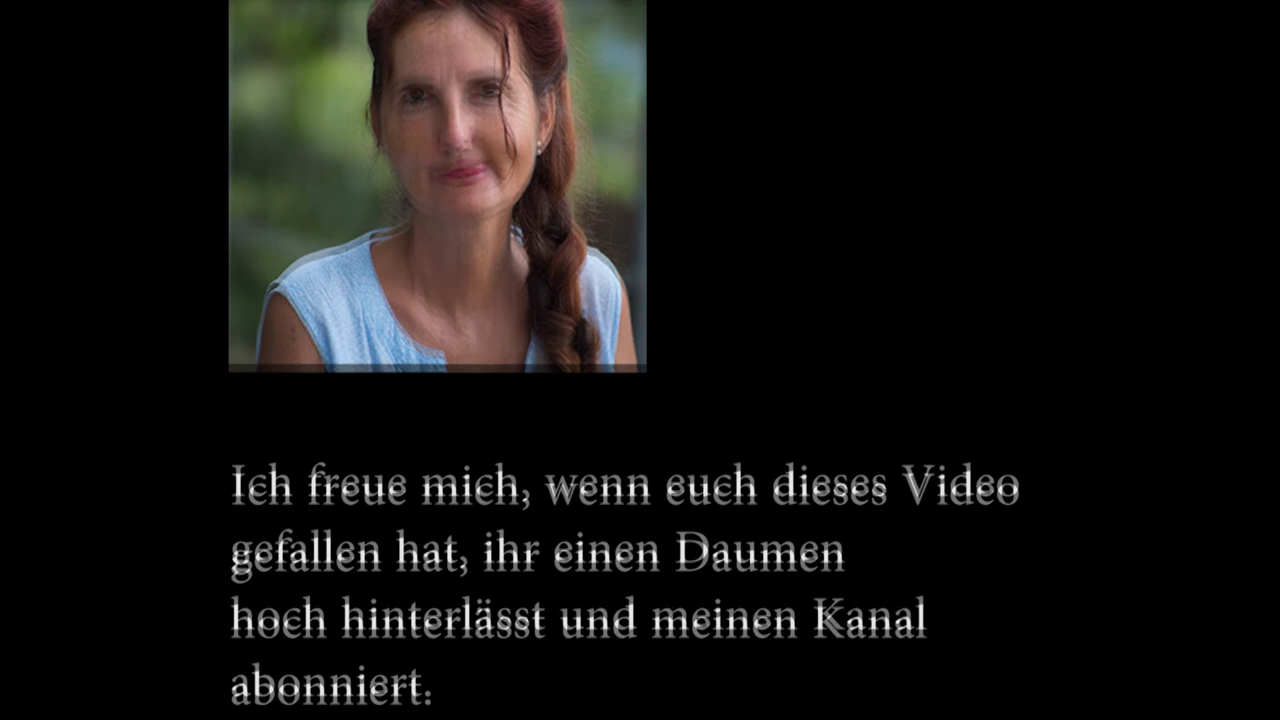 Ich freue mich, wenn euch dieses Video
gefallen hat, ihr einen Daumen
hoch hinterlässt und meinen Kanal
abonniert.